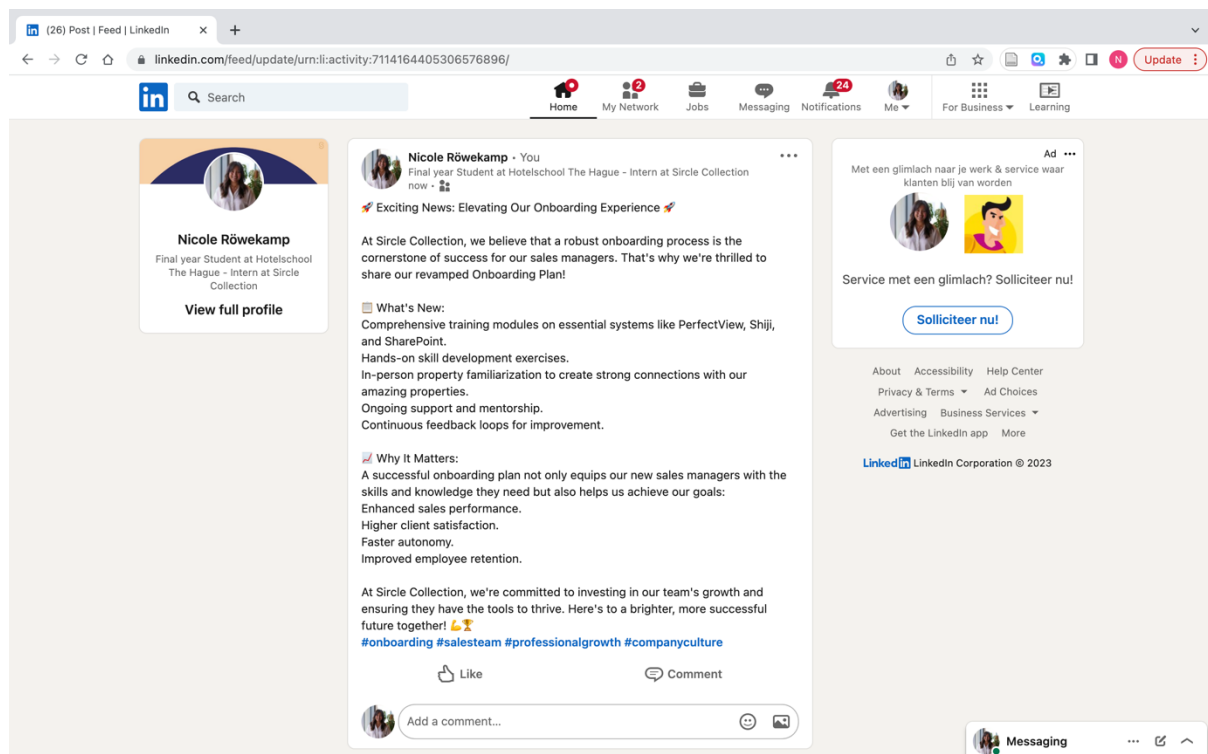 (26) Post | Feed | LinkedIn
linkedin.com/feed/update/urn:li:activity:7114164405306576896/
N
Update
in
Search
Home
2
My Network
Jobs
Messaging
24
Notifications
Me
For Business
Learning
Nicole Röwekamp
Final year Student at Hotelschool
The Hague - Intern at Sircle
Collection
View full profile
Nicole Röwekamp • You
Final year Student at Hotelschool The Hague - Intern at Sircle Collection
now •
🚀 Exciting News: Elevating Our Onboarding Experience 🚀
At Sircle Collection, we believe that a robust onboarding process is the
cornerstone of success for our sales managers. That's why we're thrilled to
share our revamped Onboarding Plan!
📋 What's New:
Comprehensive training modules on essential systems like PerfectView, Shiji,
and SharePoint.
Hands-on skill development exercises.
In-person property familiarization to create strong connections with our
amazing properties.
Ongoing support and mentorship.
Continuous feedback loops for improvement.
📈 Why It Matters:
A successful onboarding plan not only equips our new sales managers with the
skills and knowledge they need but also helps us achieve our goals:
Enhanced sales performance.
Higher client satisfaction.
Faster autonomy.
Improved employee retention.
At Sircle Collection, we're committed to investing in our team's growth and
ensuring they have the tools to thrive. Here's to a brighter, more successful
future together! 💪🏆
#onboarding #salesteam #professionalgrowth #companyculture
Like
Comment
Add a comment...
Ad
Met een glimlach naar je werk & service waar
klanten blij van worden
Service met een glimlach? Solliciteer nu!
Solliciteer nu!
About Accessibility Help Center
Privacy & Terms Ad Choices
Advertising Business Services
Get the LinkedIn app More
LinkedIn LinkedIn Corporation © 2023
Messaging